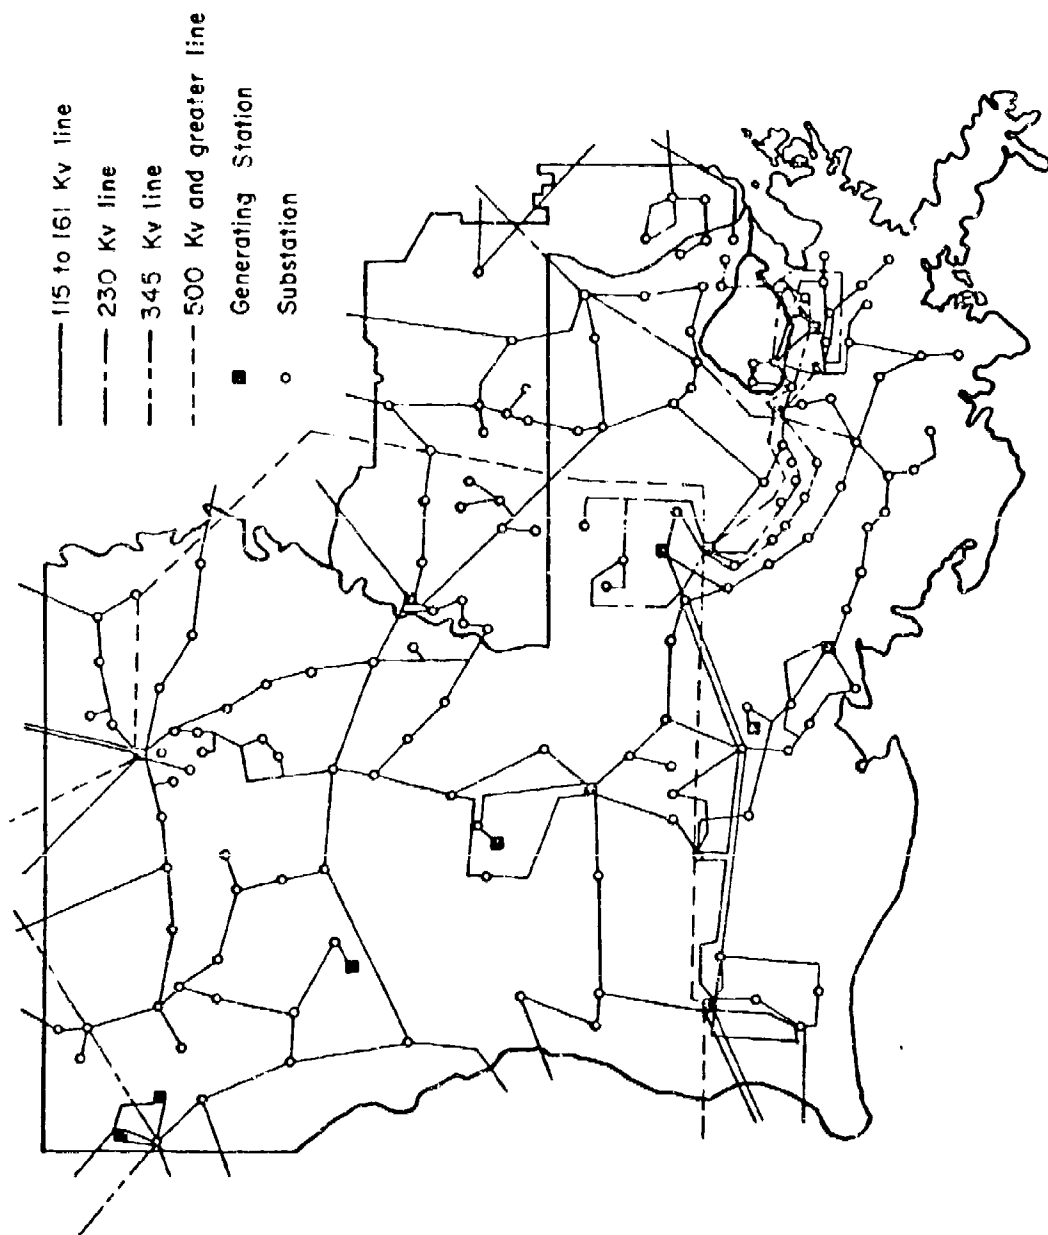 115 to 161 Kv line
230 Kv line
345 Kv line
500 Kv and greater line
Generating Station
Substation